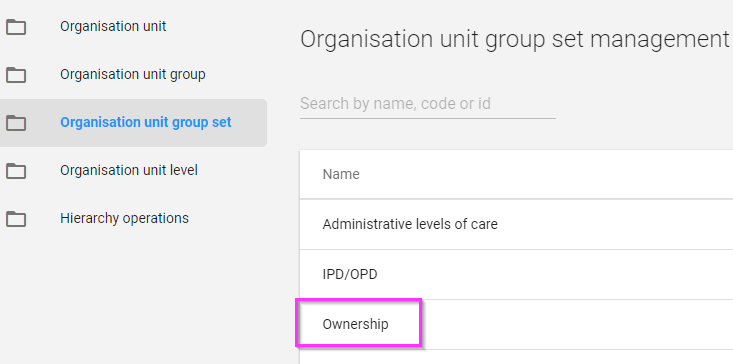 Organisation unit
Organisation unit group
Organisation unit group set
Organisation unit level
Hierarchy operations
Organisation unit group set management
Search by name, code or id
Name
Administrative levels of care
IPD/OPD
Ownership